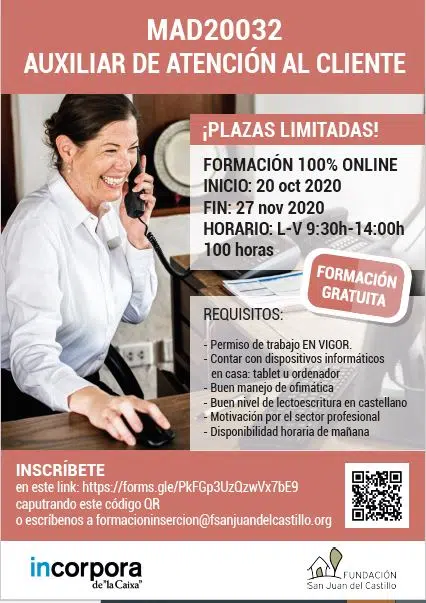 MAD20032
AUXILIAR DE ATENCIÓN AL CLIENTE
¡PLAZAS LIMITADAS!
FORMACIÓN 100% ONLINE
INICIO: 20 oct 2020
FIN: 27 nov 2020
HORARIO: L-V 9:30h-14:00h
100 horas
FORMACIÓN
GRATUITA
REQUISITOS:
- Permiso de trabajo EN VIGOR.
- Contar con dispositivos informáticos
en casa: tablet u ordenador
- Buen manejo de ofimática
- Buen nivel de lectoescritura en castellano
- Motivación por el sector profesional
- Disponibilidad horaria de mañana
INSCRÍBETE
en este link: https://forms.gle/PkFGp3UzQzwVx7bE9
caputrando este código QR
o escríbenos a formacioninsercion@fsanjuandelcastillo.org
incorpora
de "la Caixa"
FUNDACIÓN
San Juan del Castillo